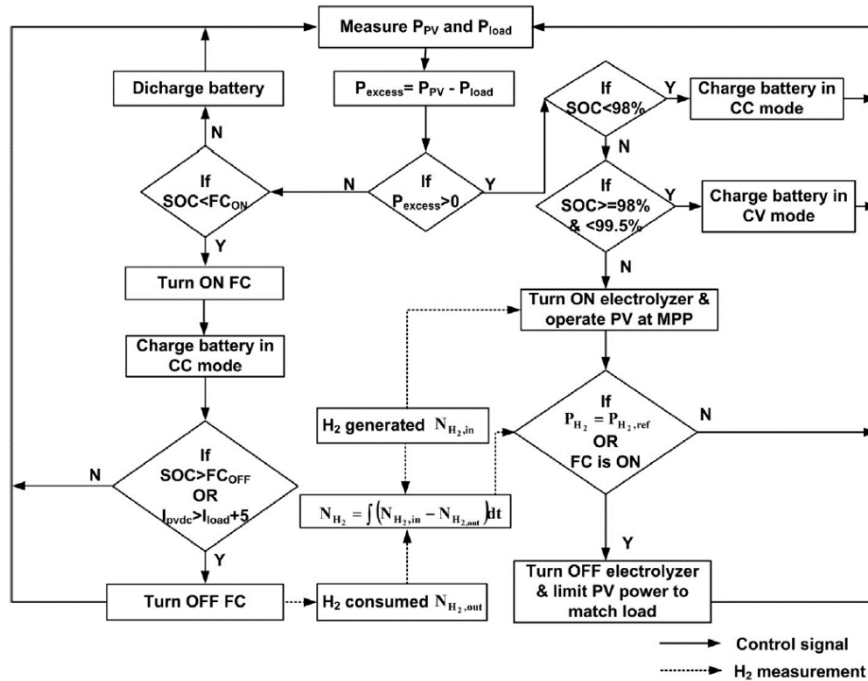 Measure P_PV and P_load
Dicharge battery
P_excess= P_PV - P_load
If
SOC<98%
Y
Charge battery in
CC mode
N
N
If
SOC<FC_ON
N
If
P_excess>0
Y
If
SOC>=98%
& <99.5%
Y
Charge battery in
CV mode
Y
N
Turn ON FC
Turn ON electrolyzer &
operate PV at MPP
Charge battery in
CC mode
If
P_H2 = P_H2,ref
OR
FC is ON
N
H2 generated N_H2,in
N
If
SOC>FC_OFF
OR
I_pvdc>I_load+5
N_H2 = ∫(N_H2,in − N_H2,out)dt
Y
Y
Turn OFF FC
H2 consumed N_H2,out
Turn OFF electrolyzer
& limit PV power to
match load
Control signal
H2 measurement